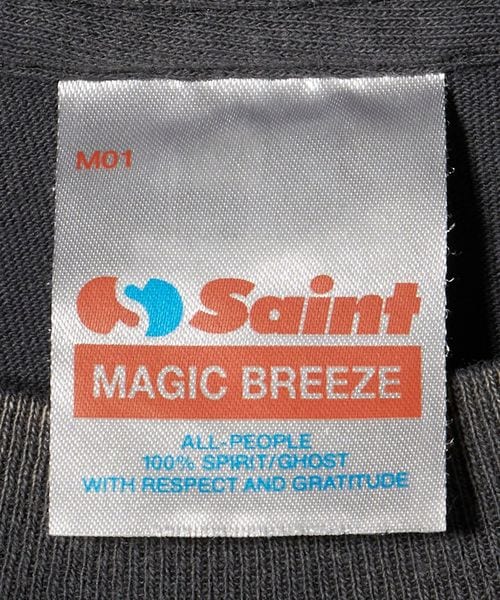 M01
Saint
MAGIC BREEZE
ALL-PEOPLE
100% SPIRIT/GHOST
WITH RESPECT AND GRATITUDE